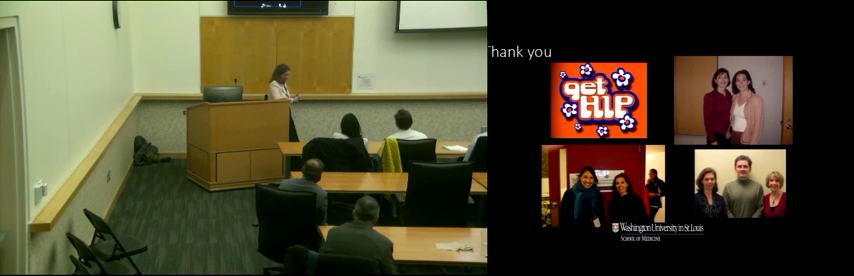 Thank you
get
HIP
Washington University in St. Louis
SCHOOL OF MEDICINE